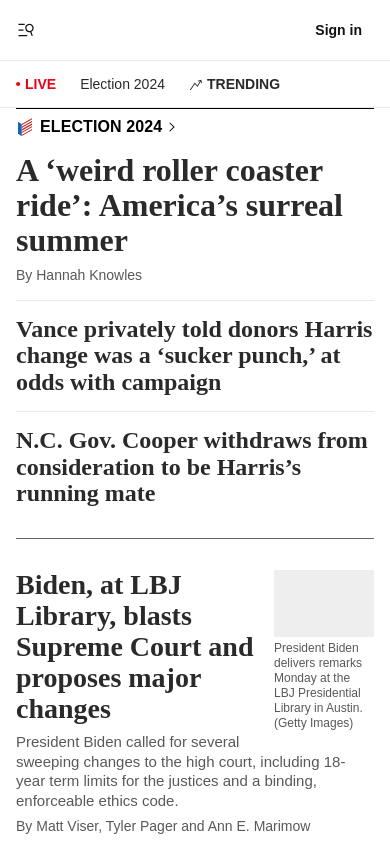 Sign in
LIVE
Election 2024
TRENDING
ELECTION 2024
A ‘weird roller coaster
ride’: America’s surreal
summer
By Hannah Knowles
Vance privately told donors Harris
change was a ‘sucker punch,’ at
odds with campaign
N.C. Gov. Cooper withdraws from
consideration to be Harris’s
running mate
Biden, at LBJ
Library, blasts
Supreme Court and
proposes major
changes
President Biden
delivers remarks
Monday at the
LBJ Presidential
Library in Austin.
(Getty Images)
President Biden called for several
sweeping changes to the high court, including 18-
year term limits for the justices and a binding,
enforceable ethics code.
By Matt Viser, Tyler Pager and Ann E. Marimow